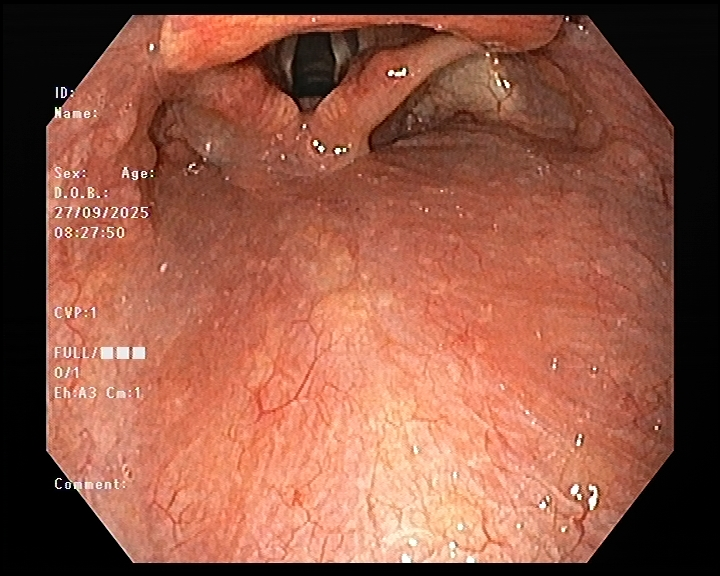 ID:
Name:
Sex: Age:
D.O.B.:
27/09/2025
08:27:50
CVP:1
FULL/■■■
0/1
Eh:A3 Cm:1
Comment: